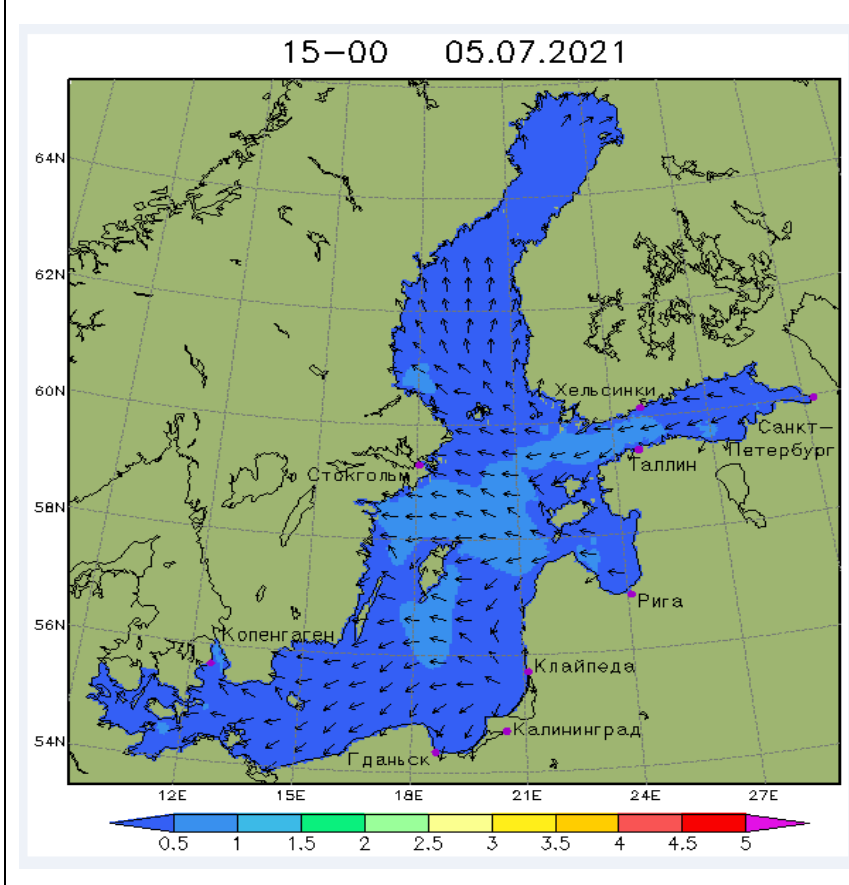 15-00 05.07.2021
64N
62N
60N
58N
56N
54N
Хельсинки
Санкт-
Петербург
Таллин
Стокгольм
Рига
Копенгаген
Клайпеда
Калининград
Гданьск
12E 15E 18E 21E 24E 27E
0.5 1 1.5 2 2.5 3 3.5 4 4.5 5